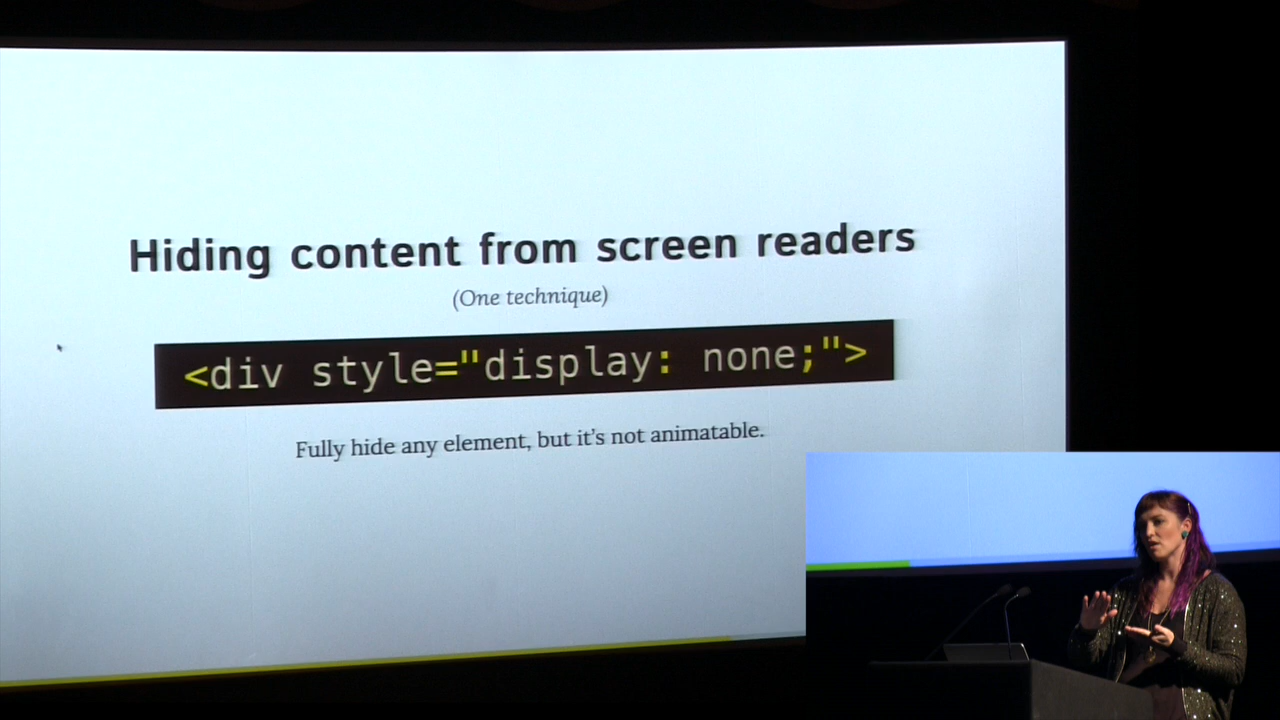 Hiding content from screen readers
(One technique)
<div style="display: none;">
Fully hide any element, but it’s not animatable.